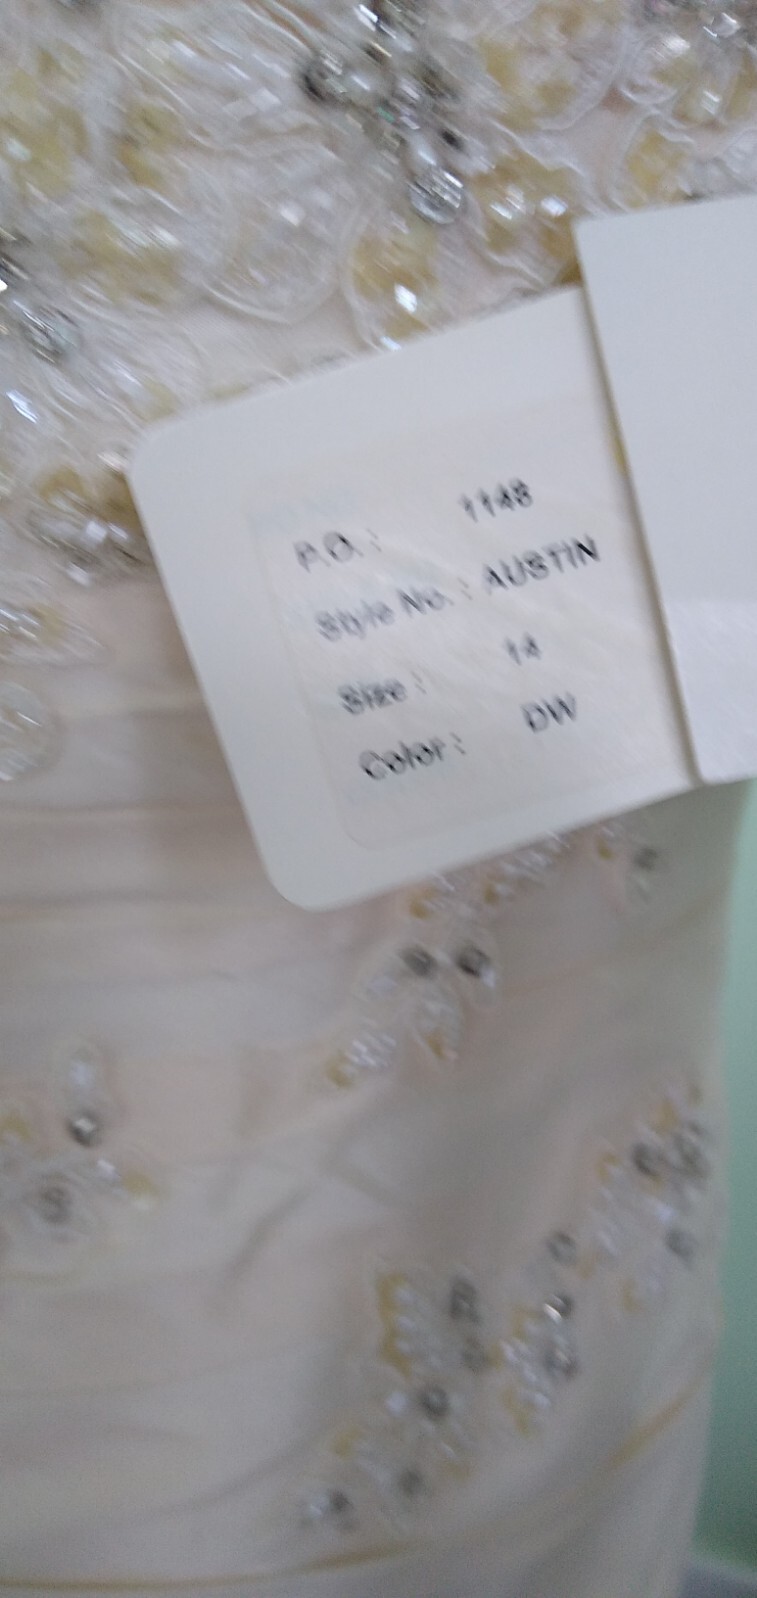 P.O. : 1148
Style No. : AUSTIN
Size : 14
Color : DW